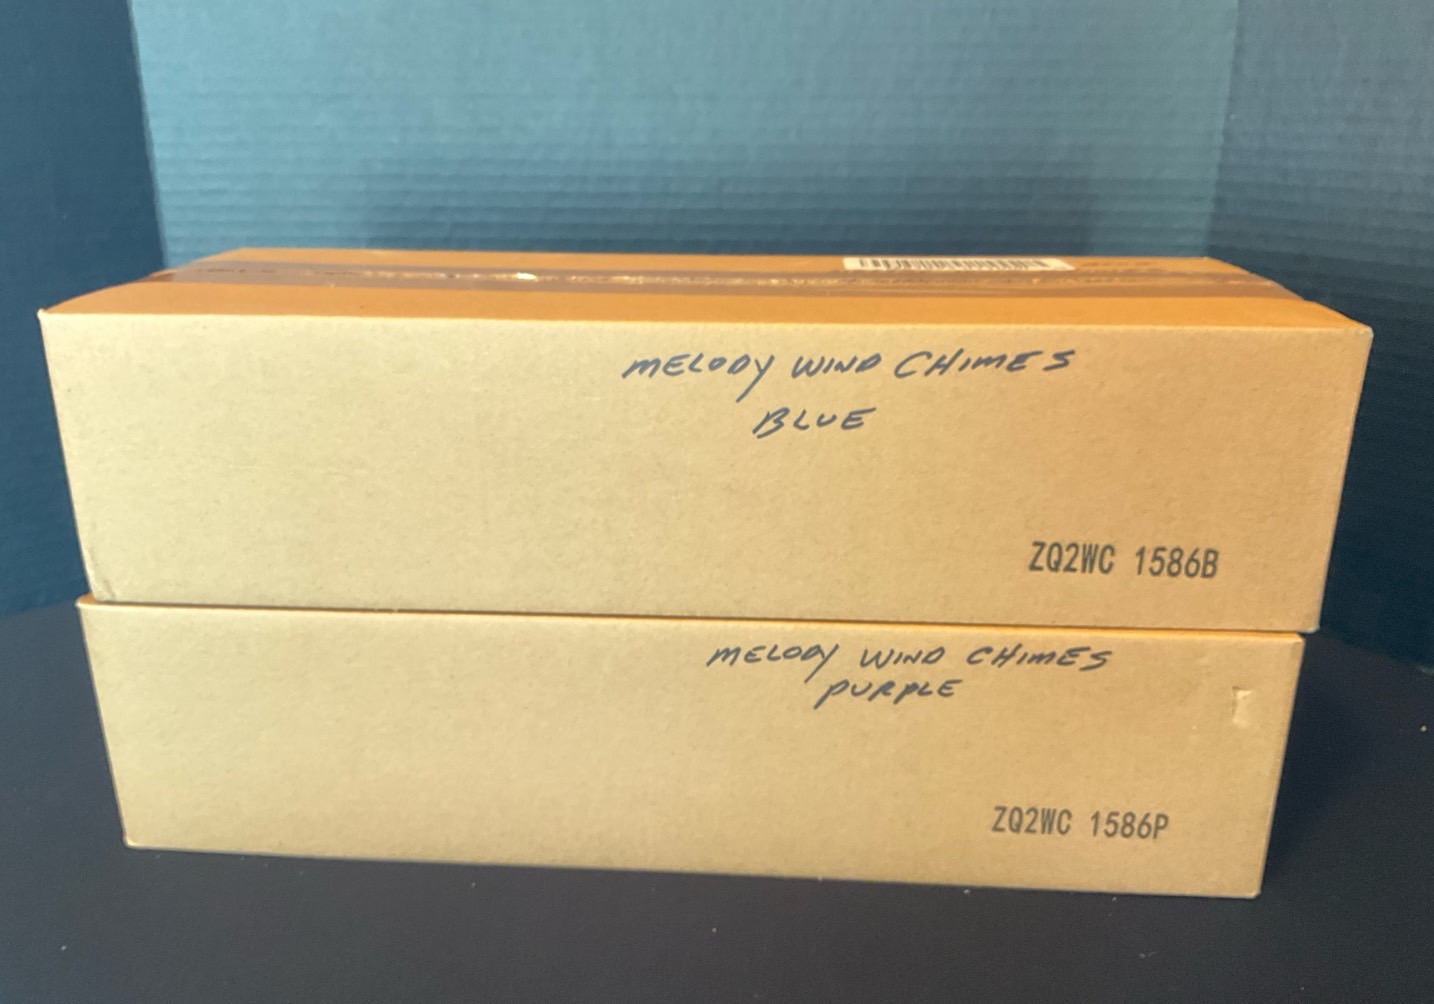 MELODY WIND CHIMES
BLUE
ZQ2WC 1586B
MELODY WIND CHIMES
PURPLE
ZQ2WC 1586P